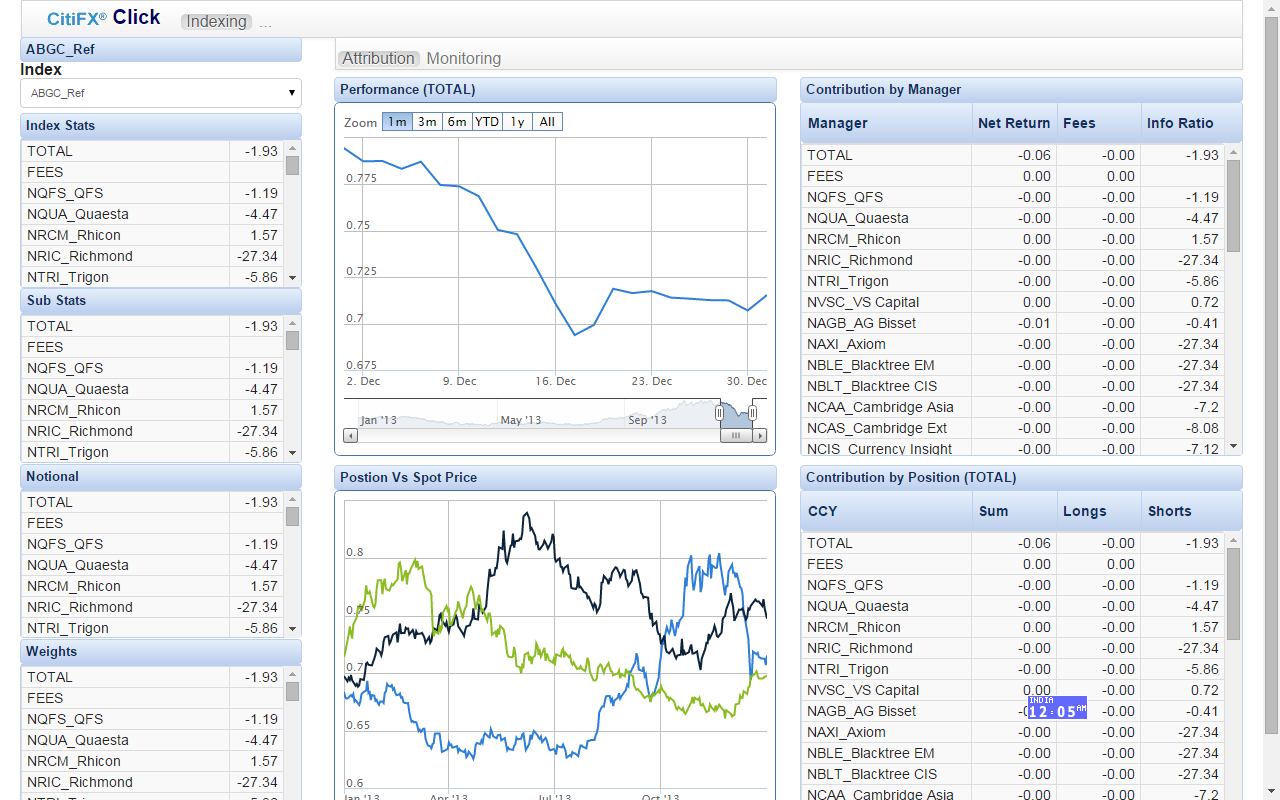 CitiFX® Click Indexing ...
ABGC_Ref
Index
ABGC_Ref
Index Stats
TOTAL -1.93
FEES
NQFS_QFS -1.19
NQUA_Quaesta -4.47
NRCM_Rhicon 1.57
NRIC_Richmond -27.34
NTRI_Trigon -5.86
Sub Stats
TOTAL -1.93
FEES
NQFS_QFS -1.19
NQUA_Quaesta -4.47
NRCM_Rhicon 1.57
NRIC_Richmond -27.34
NTRI_Trigon -5.86
Notional
TOTAL -1.93
FEES
NQFS_QFS -1.19
NQUA_Quaesta -4.47
NRCM_Rhicon 1.57
NRIC_Richmond -27.34
NTRI_Trigon -5.86
Weights
TOTAL -1.93
FEES
NQFS_QFS -1.19
NQUA_Quaesta -4.47
NRCM_Rhicon 1.57
NRIC_Richmond -27.34
Attribution Monitoring
Performance (TOTAL)
Zoom 1m 3m 6m YTD 1y All
0.775
0.75
0.725
0.7
0.675
2. Dec 9. Dec 16. Dec 23. Dec 30. Dec
Jan '13 May '13 Sep '13
Postion Vs Spot Price
0.8
0.75
0.7
0.65
0.6
Jan '13 Apr '13 Jul '13 Oct '13
Contribution by Manager
Manager Net Return Fees Info Ratio
TOTAL -0.06 -0.00 -1.93
FEES 0.00 0.00
NQFS_QFS -0.00 -0.00 -1.19
NQUA_Quaesta -0.00 -0.00 -4.47
NRCM_Rhicon 0.00 -0.00 1.57
NRIC_Richmond -0.00 -0.00 -27.34
NTRI_Trigon -0.00 -0.00 -5.86
NVSC_VS Capital 0.00 -0.00 0.72
NAGB_AG Bisset -0.01 -0.00 -0.41
NAXI_Axiom -0.00 -0.00 -27.34
NBLE_Blacktree EM -0.00 -0.00 -27.34
NBLT_Blacktree CIS -0.00 -0.00 -27.34
NCAA_Cambridge Asia -0.00 -0.00 -7.2
NCAS_Cambridge Ext -0.00 -0.00 -8.08
NCIS_Currency Insight -0.00 -0.00 -7.12
Contribution by Position (TOTAL)
CCY Sum Longs Shorts
TOTAL -0.06 -0.00 -1.93
FEES 0.00 0.00
NQFS_QFS -0.00 -0.00 -1.19
NQUA_Quaesta -0.00 -0.00 -4.47
NRCM_Rhicon 0.00 -0.00 1.57
NRIC_Richmond -0.00 -0.00 -27.34
NTRI_Trigon -0.00 -0.00 -5.86
NVSC_VS Capital 0.00 -0.00 0.72
INDIA
12:05 AM
NAGB_AG Bisset -0.00 -0.41
NAXI_Axiom -0.00 -0.00 -27.34
NBLE_Blacktree EM -0.00 -0.00 -27.34
NBLT_Blacktree CIS -0.00 -0.00 -27.34
NCAA_Cambridge Asia -0.00 -0.00 -7.2